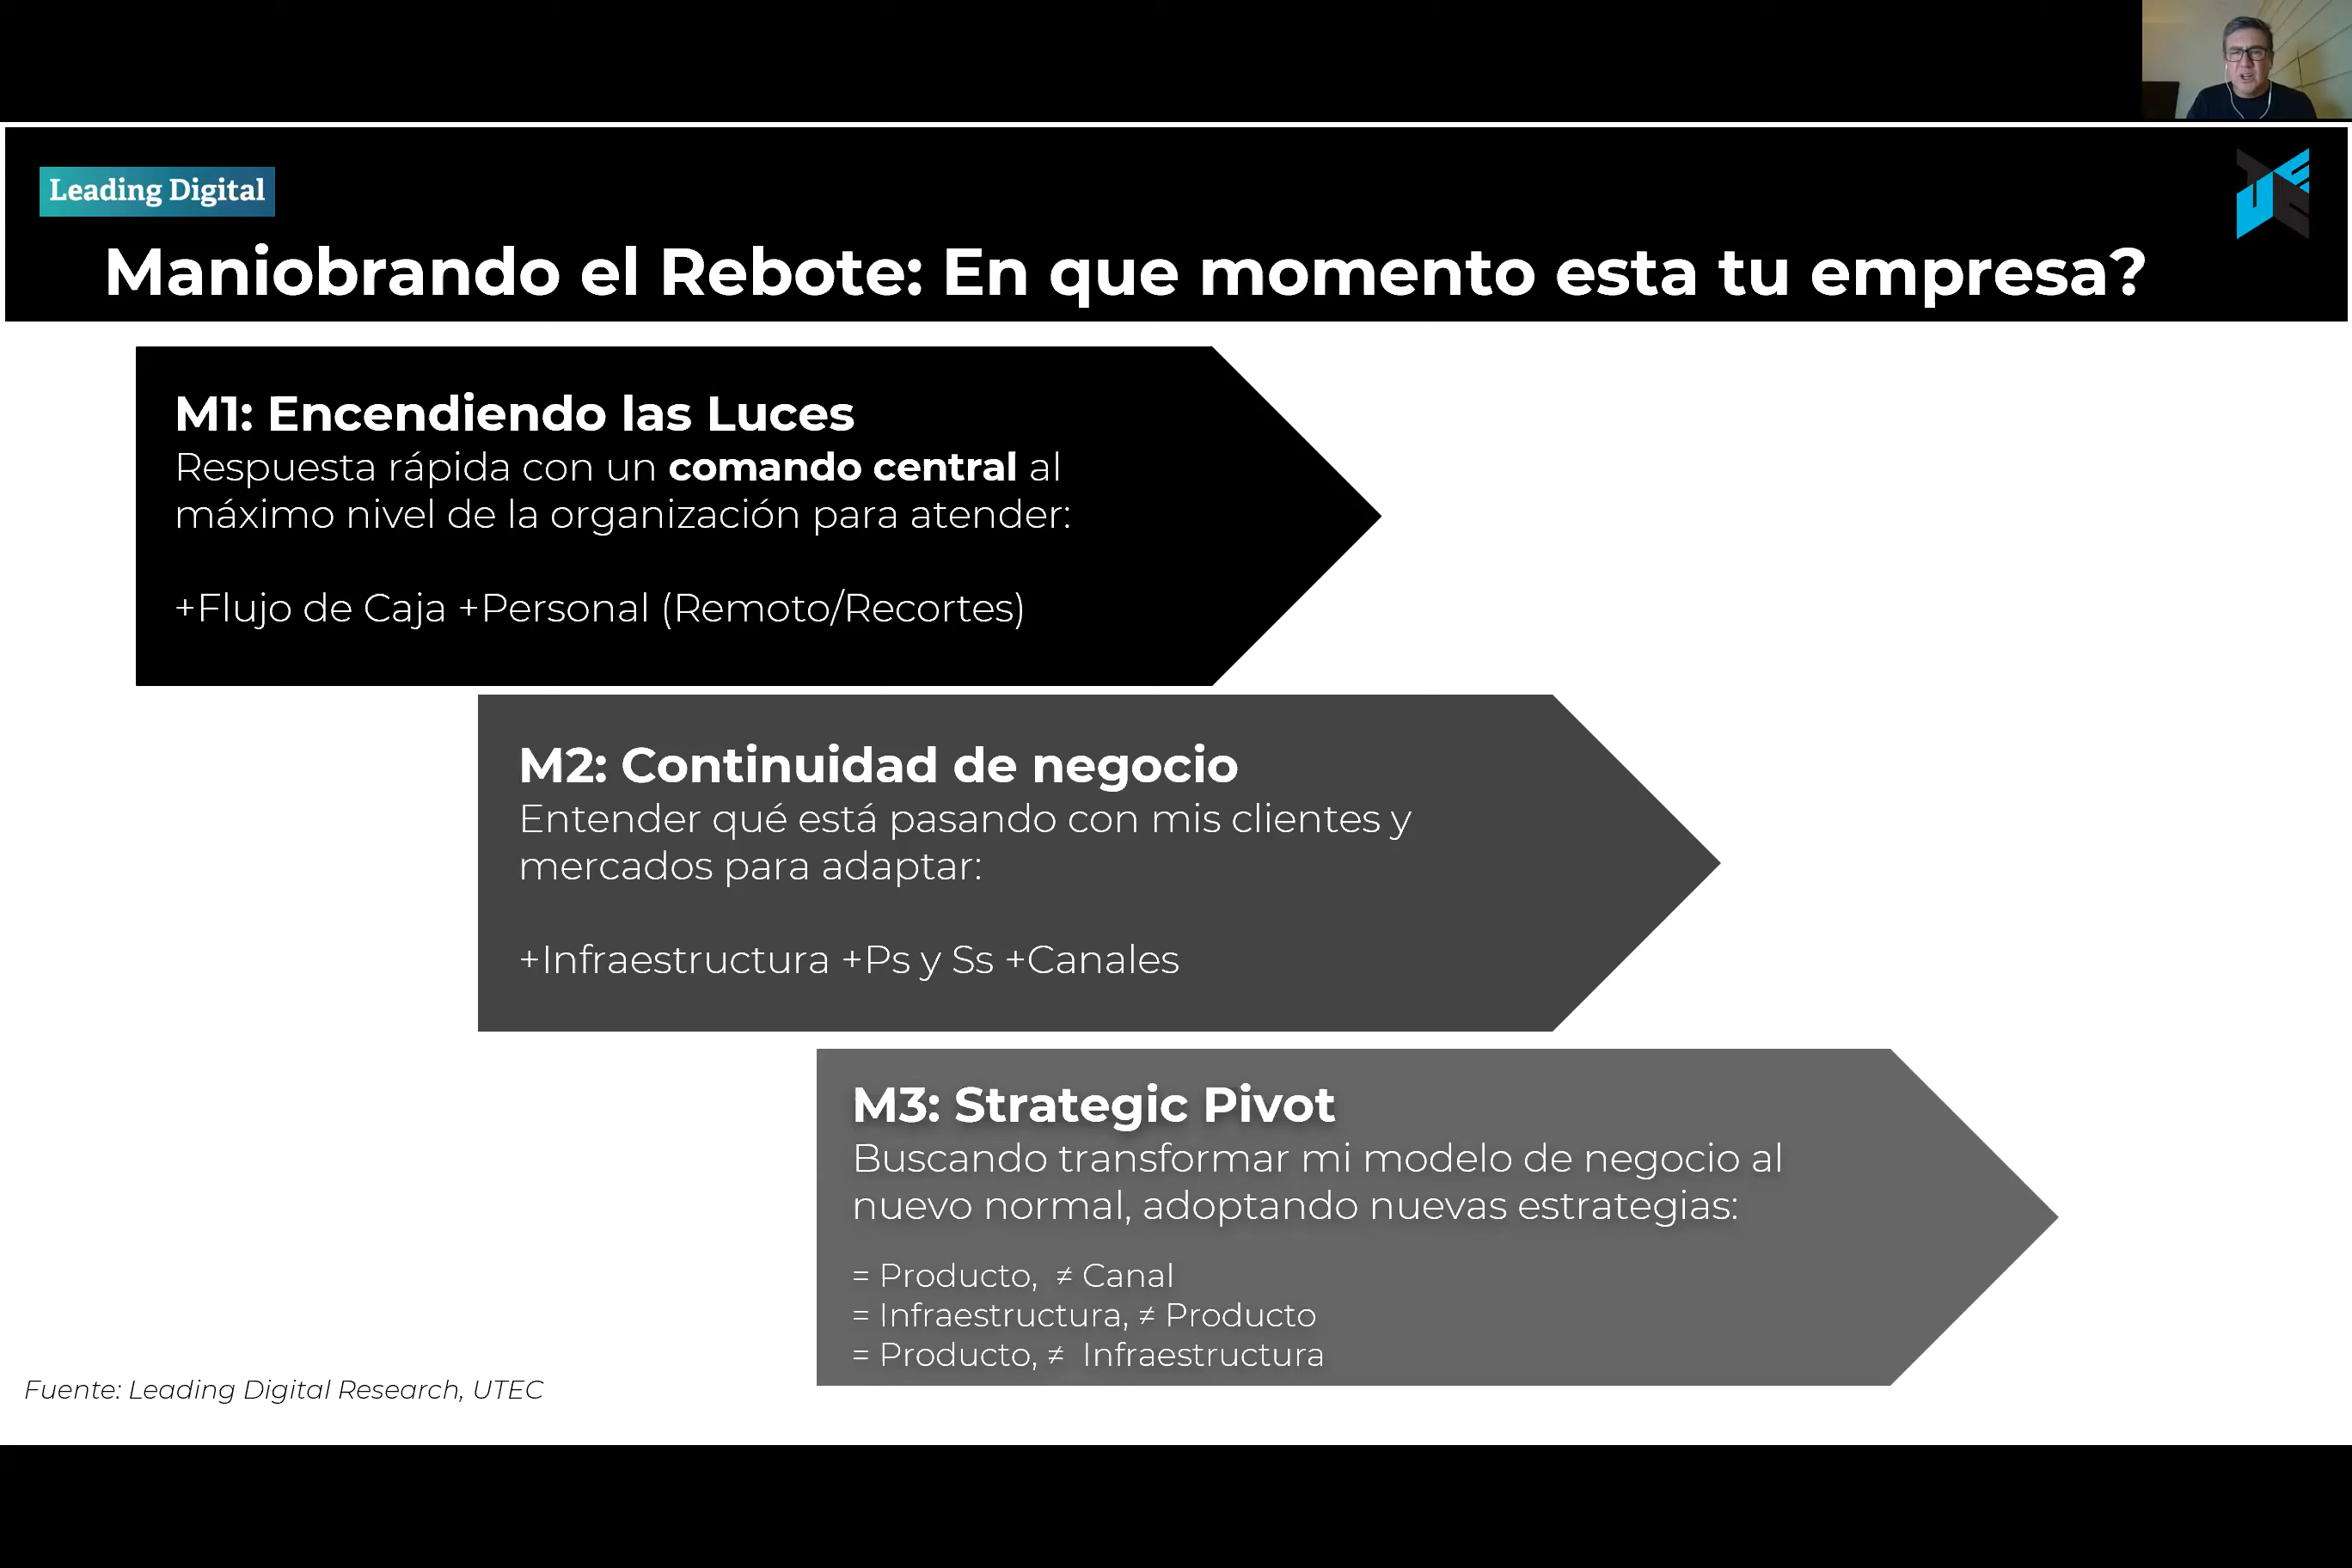 Leading Digital
Maniobrando el Rebote: En que momento esta tu empresa?
M1: Encendiendo las Luces
Respuesta rápida con un comando central al
máximo nivel de la organización para atender:
+Flujo de Caja +Personal (Remoto/Recortes)
M2: Continuidad de negocio
Entender qué está pasando con mis clientes y
mercados para adaptar:
+Infraestructura +Ps y Ss +Canales
M3: Strategic Pivot
Buscando transformar mi modelo de negocio al
nuevo normal, adoptando nuevas estrategias:
= Producto, ≠ Canal
= Infraestructura, ≠ Producto
= Producto, ≠ Infraestructura
Fuente: Leading Digital Research, UTEC